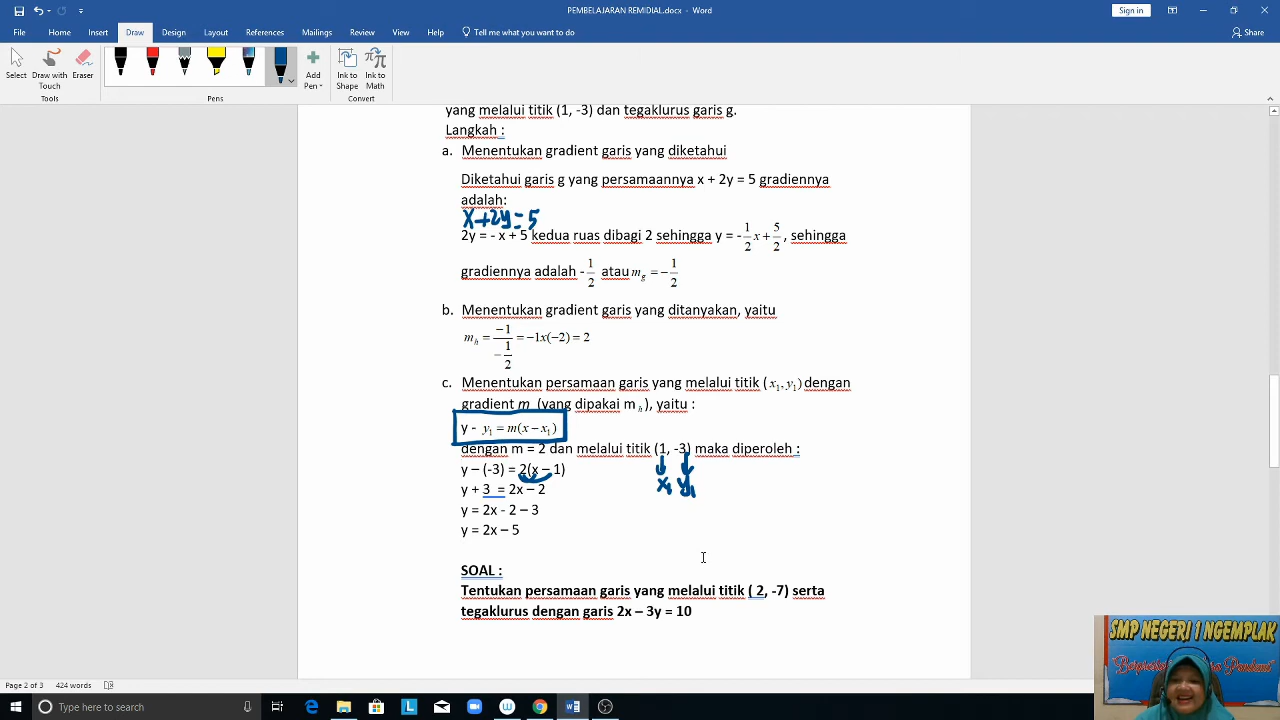 PEMBELAJARAN REMIDIAL.docx - Word
Sign in
File Home Insert Draw Design Layout References Mailings Review View Help Tell me what you want to do
Share
Select Draw with Touch Eraser Add Pen Ink to Shape Ink to Math
Tools Pens Convert
yang melalui titik (1, -3) dan tegaklurus garis g.
Langkah :
a. Menentukan gradient garis yang diketahui
Diketahui garis g yang persamaannya x + 2y = 5 gradiennya
adalah:
x+2y=5
2y = - x + 5 kedua ruas dibagi 2 sehingga y = -1/2 x + 5/2, sehingga
gradiennya adalah - 1/2 atau m_g = -1/2
b. Menentukan gradient garis yang ditanyakan, yaitu
m_h = -1/(-1/2) = -1x(-2) = 2
c. Menentukan persamaan garis yang melalui titik (x₁, y₁) dengan
gradient m (yang dipakai m h), yaitu :
y - y₁ = m(x − x₁)
dengan m = 2 dan melalui titik (1, -3) maka diperoleh :
y – (-3) = 2(x – 1)
x₁ y₁
y + 3 = 2x – 2
y = 2x - 2 – 3
y = 2x – 5
SOAL :
Tentukan persamaan garis yang melalui titik ( 2, -7) serta
tegaklurus dengan garis 2x – 3y = 10
SMP NEGERI 1 NGEMPLAK
Page 2 of 3 424 words
Type here to search